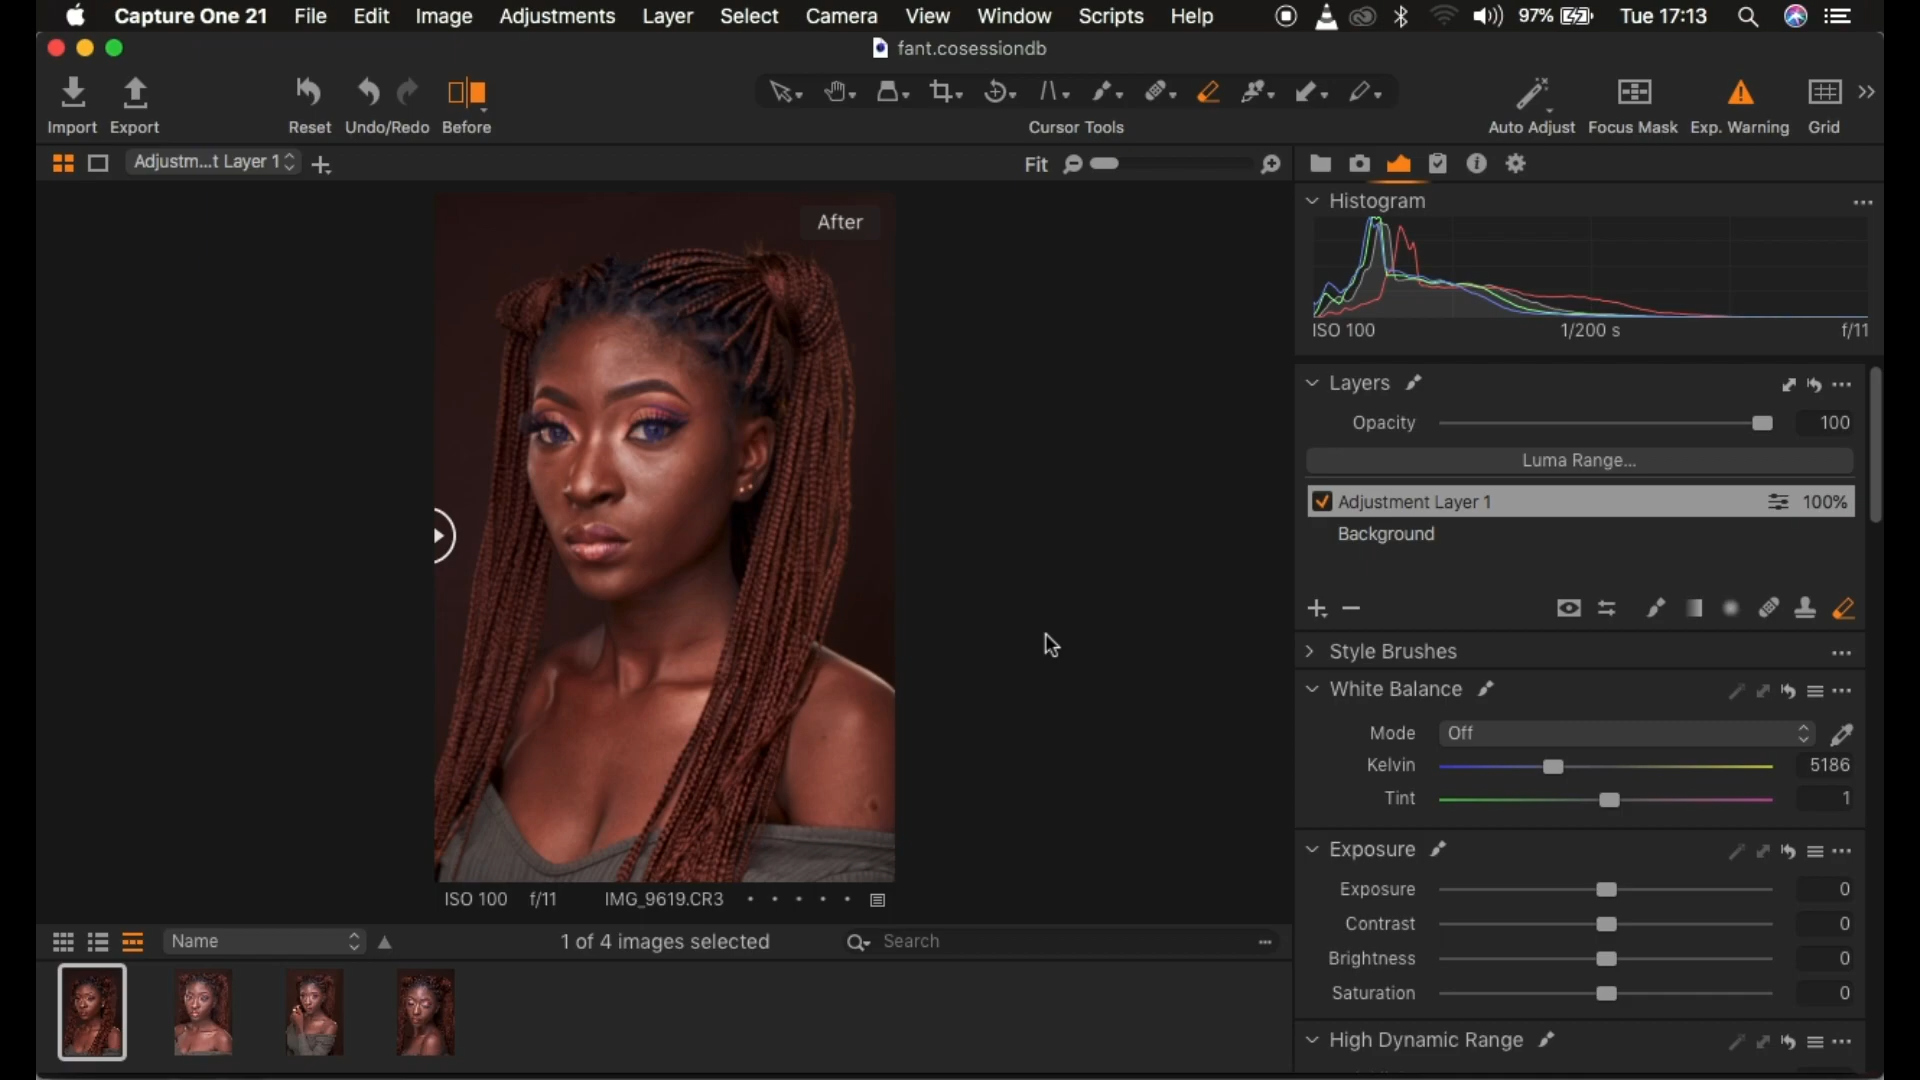 Capture One 21 File Edit Image Adjustments Layer Select Camera View Window Scripts Help 97% Tue 17:13
fant.cosessiondb
Import Export Reset Undo/Redo Before Cursor Tools Auto Adjust Focus Mask Exp. Warning Grid
Adjustm...t Layer 1 Fit
After
Histogram
ISO 100 1/200 s f/11
Layers
Opacity 100
Luma Range...
Adjustment Layer 1 100%
Background
Style Brushes
White Balance
Mode Off
Kelvin 5186
Tint 1
Exposure
Exposure 0
Contrast 0
Brightness 0
Saturation 0
High Dynamic Range
ISO 100 f/11 IMG_9619.CR3
Name 1 of 4 images selected Search